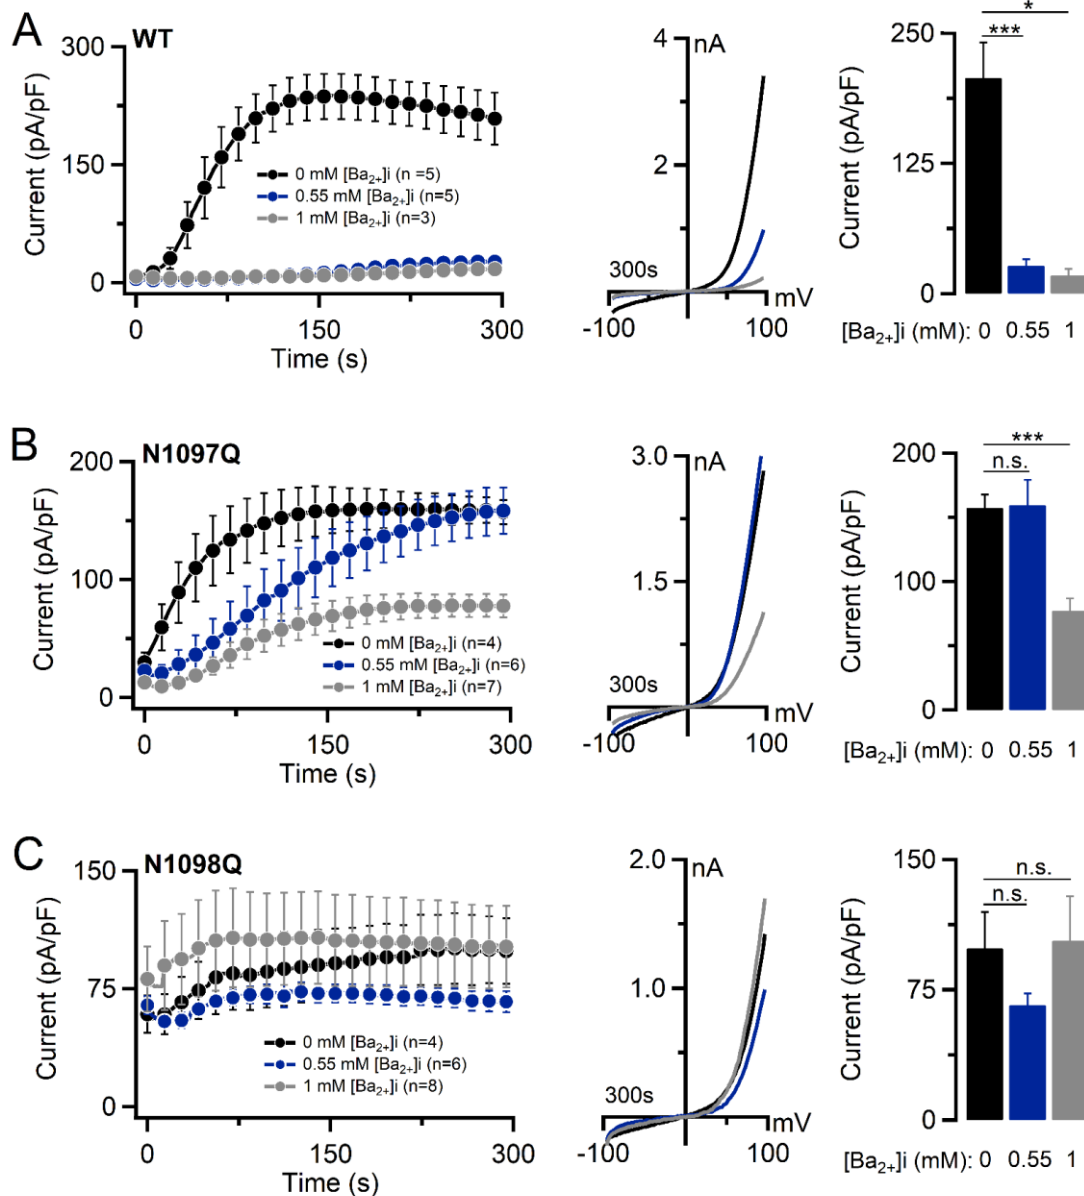 A
WT
Current (pA/pF)
300
150
0
0 mM [Ba2+]i (n =5)
0.55 mM [Ba2+]i (n=5)
1 mM [Ba2+]i (n=3)
0 150 300
Time (s)
4
nA
2
300s
mV
-100 100
* 
***
Current (pA/pF)
250
125
0
[Ba2+]i (mM): 0 0.55 1
B
N1097Q
Current (pA/pF)
200
100
0
0 mM [Ba2+]i (n=4)
0.55 mM [Ba2+]i (n=6)
1 mM [Ba2+]i (n=7)
0 150 300
Time (s)
3.0
nA
1.5
300s
mV
-100 100
***
n.s.
Current (pA/pF)
200
100
0
[Ba2+]i (mM): 0 0.55 1
C
N1098Q
Current (pA/pF)
150
75
0
0 mM [Ba2+]i (n=4)
0.55 mM [Ba2+]i (n=6)
1 mM [Ba2+]i (n=8)
0 150 300
Time (s)
2.0
nA
1.0
300s
mV
-100 100
n.s.
n.s.
Current (pA/pF)
150
75
0
[Ba2+]i (mM): 0 0.55 1